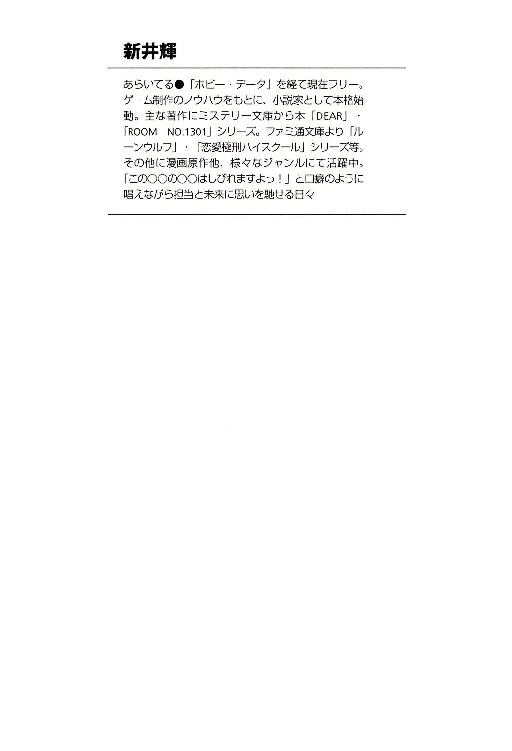 新井輝
あらいてる●「ホビー・データ」を経て現在フリー。
ゲーム制作のノウハウをもとに、小説家として本格始
動。主な著作にミステリー文庫から本「DEAR」・
「ROOM NO.1301」シリーズ。ファミ通文庫より「ル
ーンウルフ」・「恋愛極刑ハイスクール」シリーズ等。
その他に漫画原作他、様々なジャンルにて活躍中。
「この○○の○○はしびれますよっ！」と口癖のように
唱えながら担当と未来に思いを馳せる日々